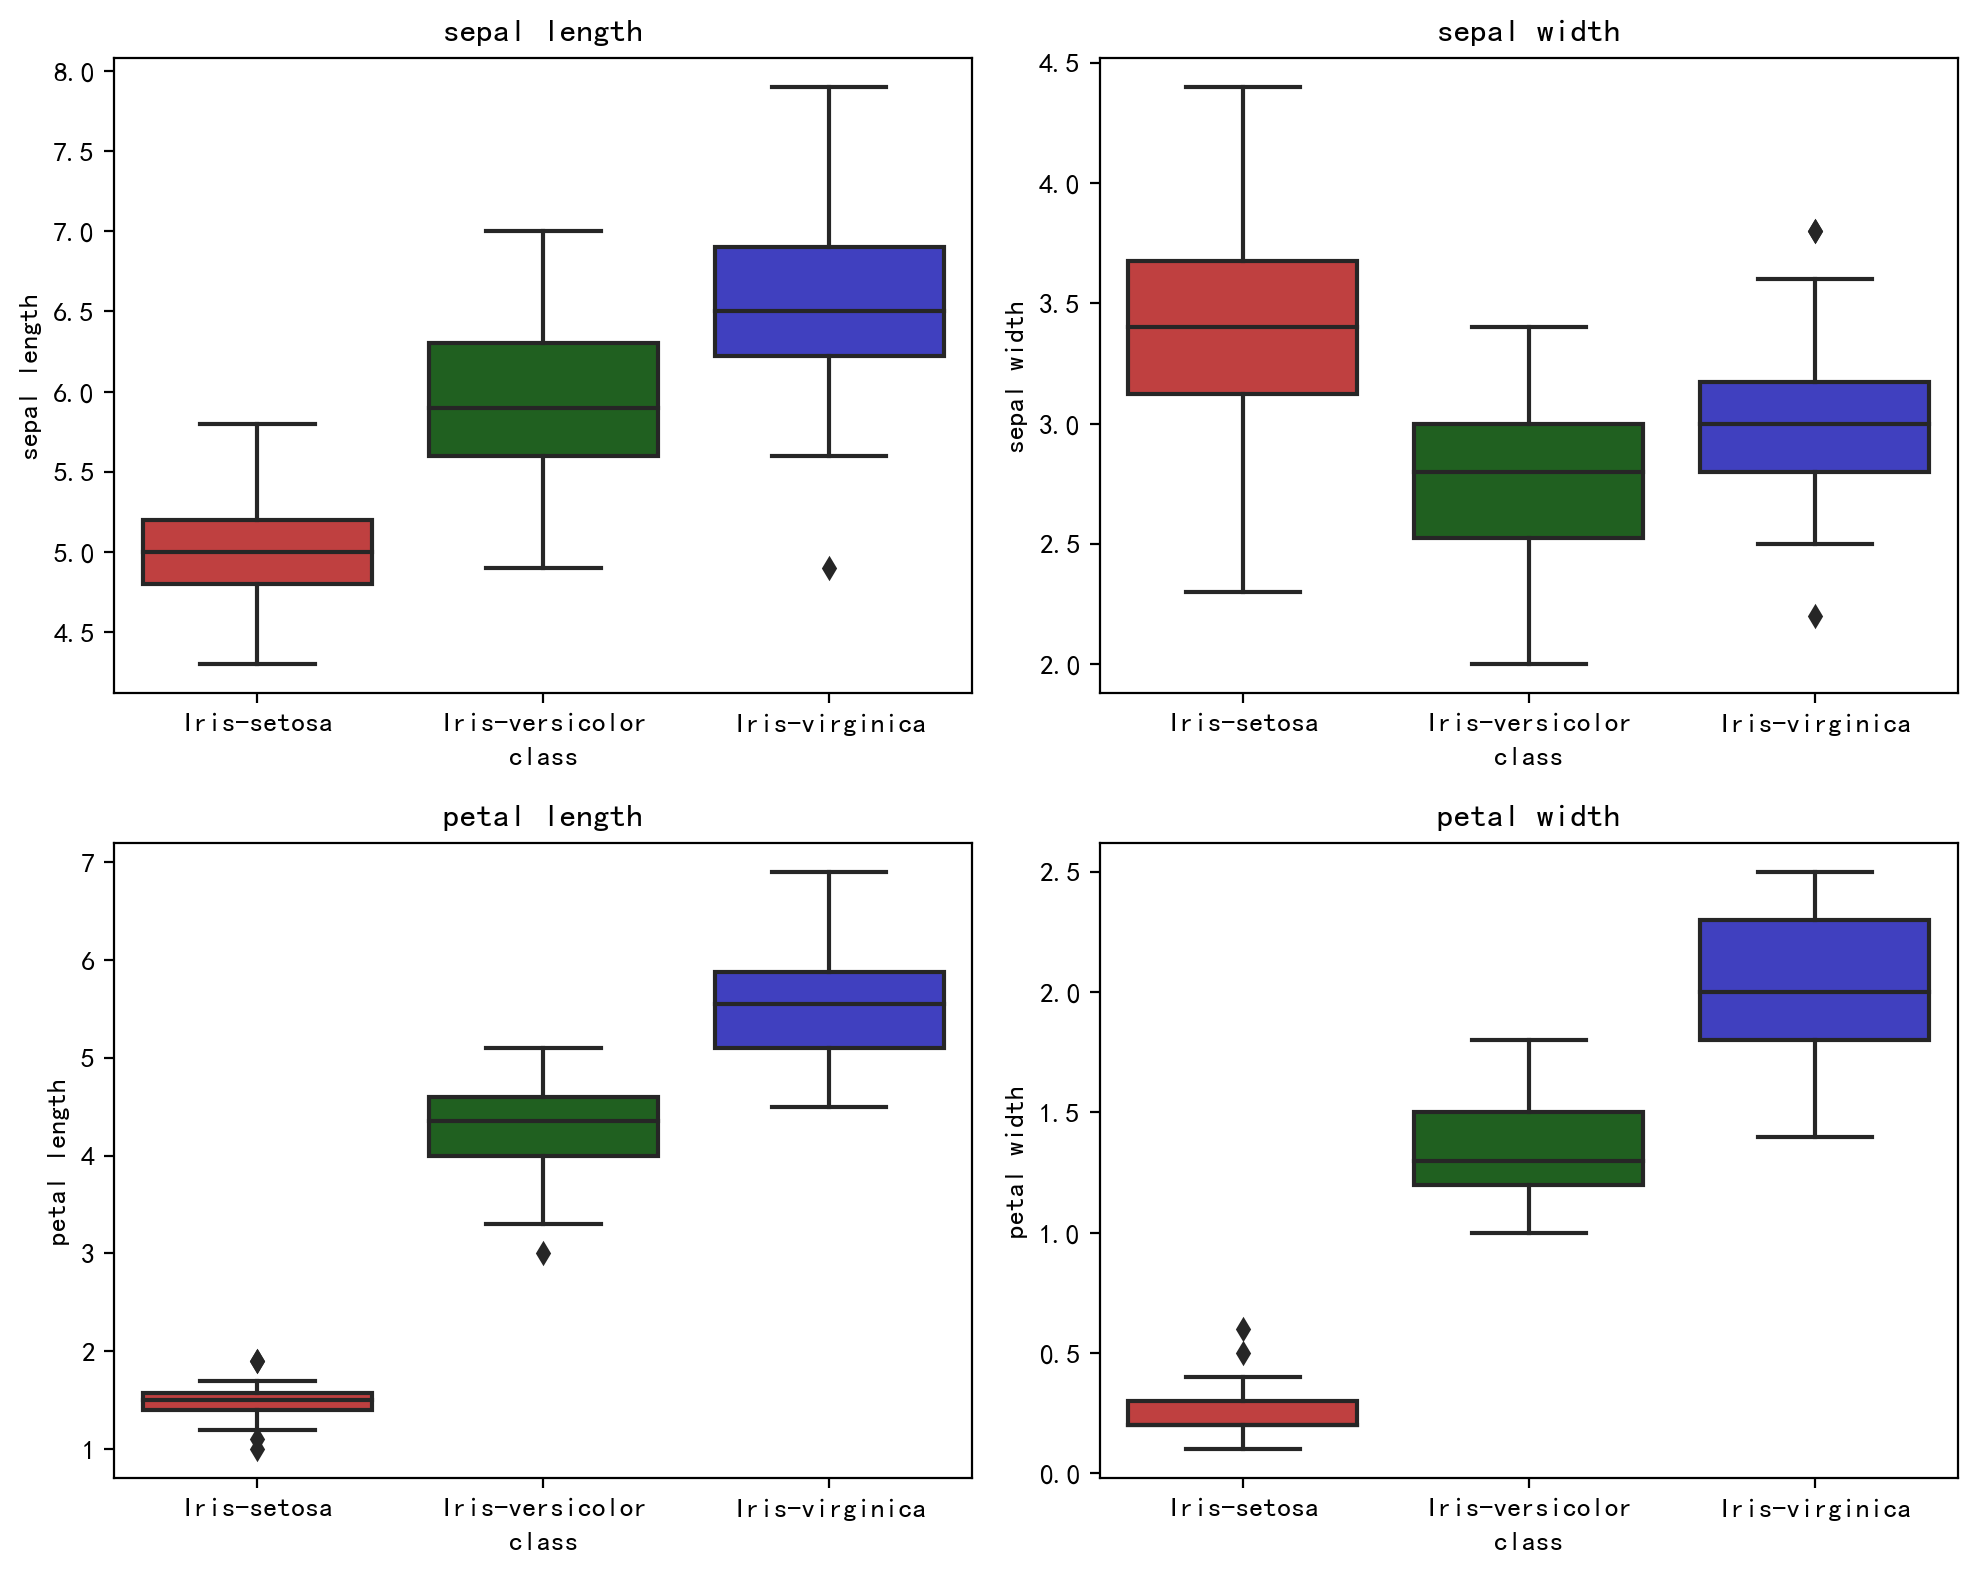 sepal length
8.0
7.5
7.0
6.5
6.0
5.5
5.0
4.5
sepal length
Iris-setosa Iris-versicolor Iris-virginica
class
sepal width
4.5
4.0
3.5
3.0
2.5
2.0
sepal width
Iris-setosa Iris-versicolor Iris-virginica
class
petal length
7
6
5
4
3
2
1
petal length
Iris-setosa Iris-versicolor Iris-virginica
class
petal width
2.5
2.0
1.5
1.0
0.5
0.0
petal width
Iris-setosa Iris-versicolor Iris-virginica
class